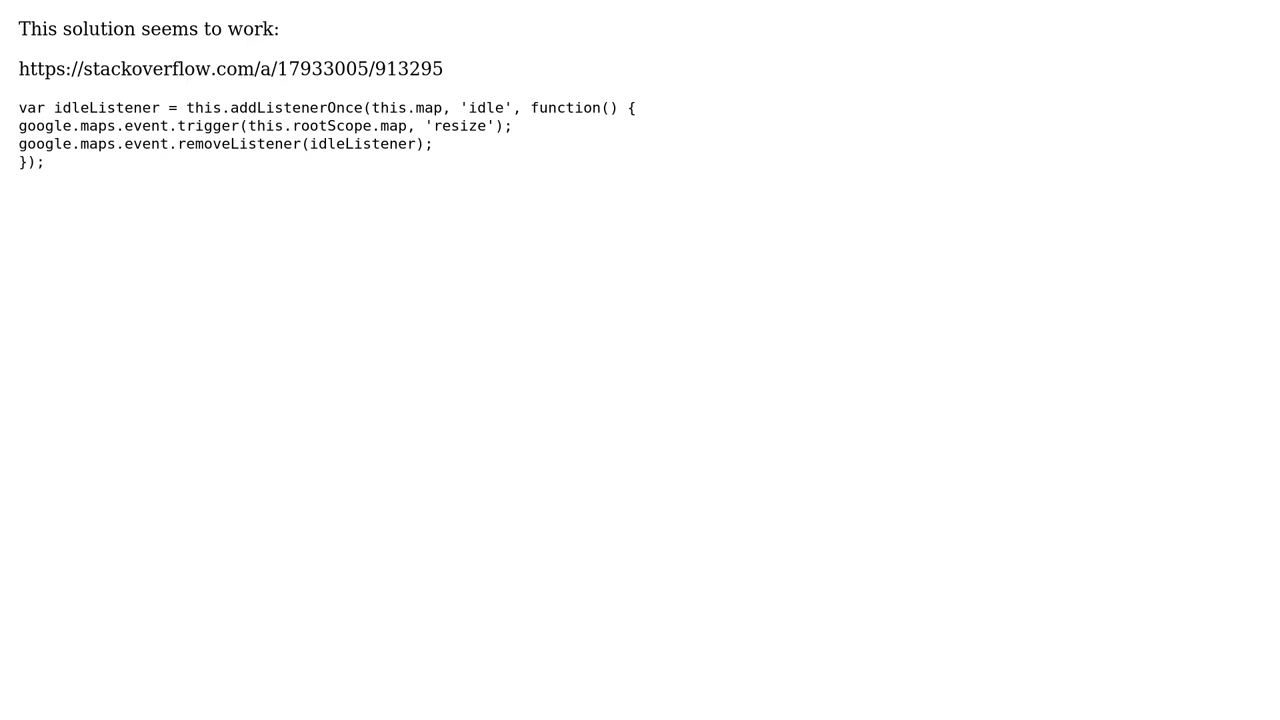 This solution seems to work:
https://stackoverflow.com/a/17933005/913295
var idleListener = this.addListenerOnce(this.map, 'idle', function() {
google.maps.event.trigger(this.rootScope.map, 'resize');
google.maps.event.removeListener(idleListener);
});